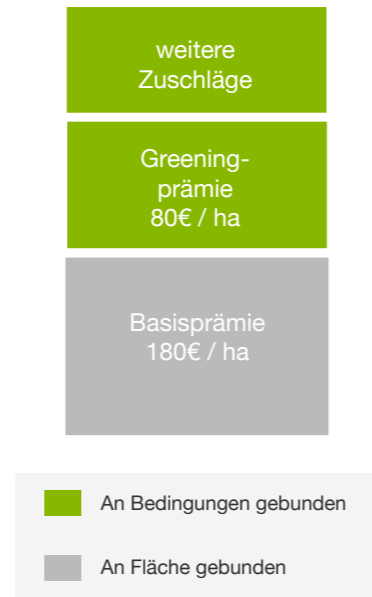 weitere
Zuschläge
Greening-
prämie
80€ / ha
Basisprämie
180€ / ha
An Bedingungen gebunden
An Fläche gebunden